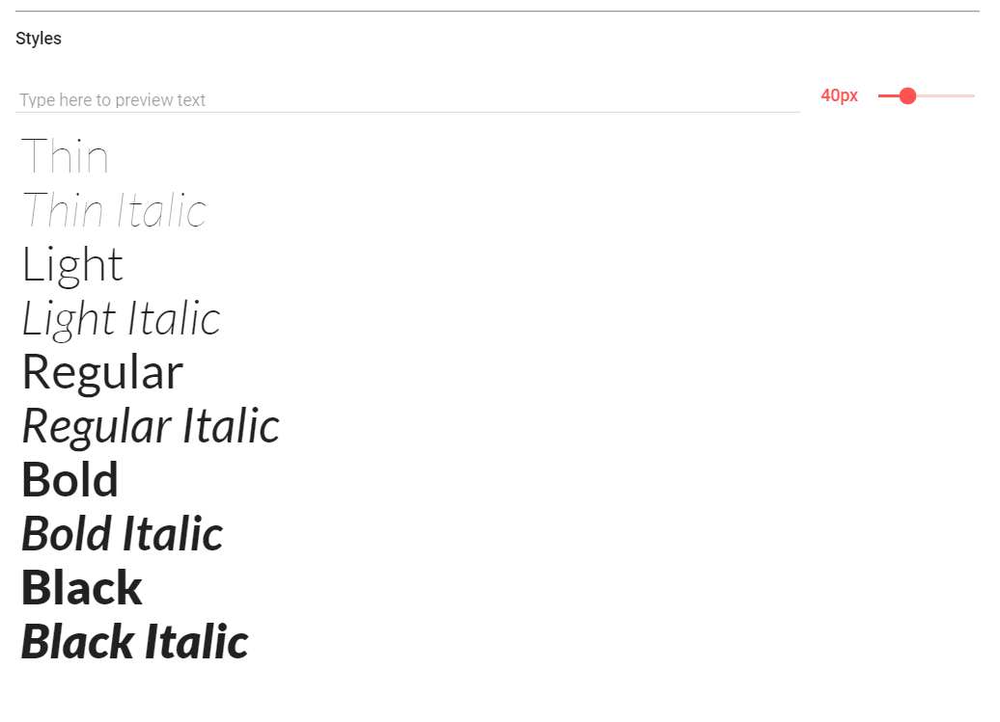 Styles
Type here to preview text
40px
Thin
Thin Italic
Light
Light Italic
Regular
Regular Italic
Bold
Bold Italic
Black
Black Italic